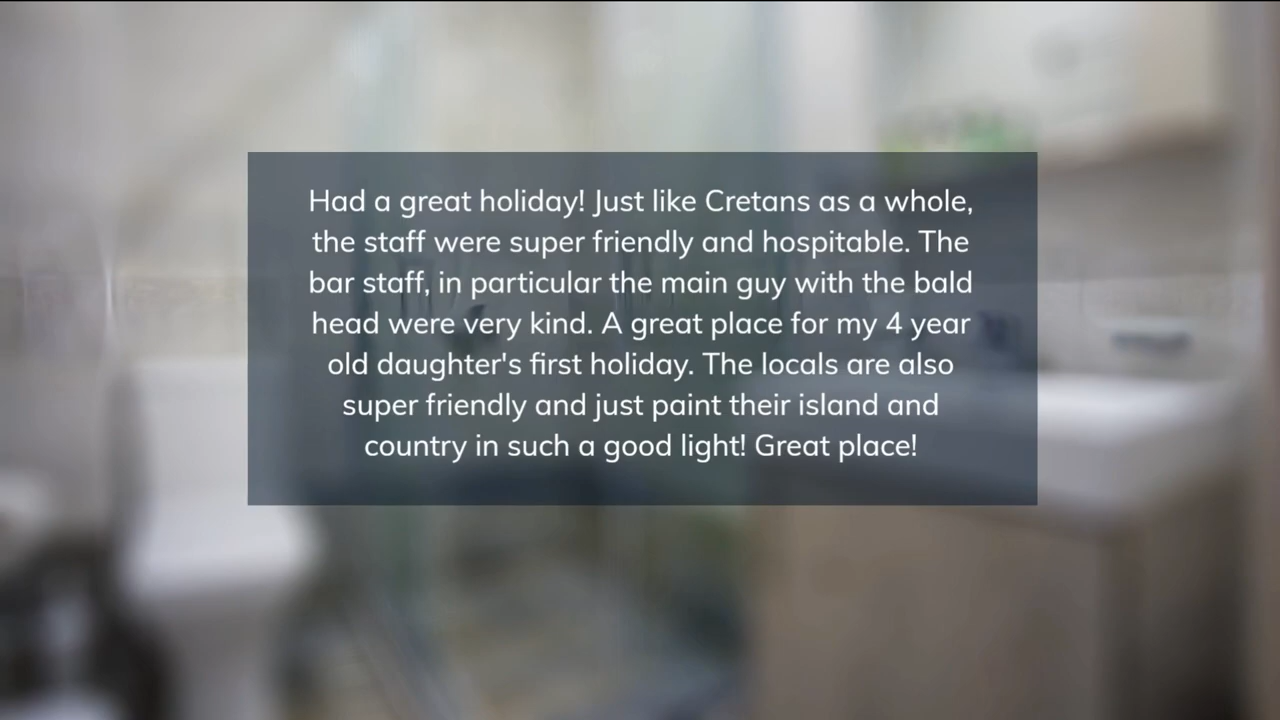 Had a great holiday! Just like Cretans as a whole,
the staff were super friendly and hospitable. The
bar staff, in particular the main guy with the bald
head were very kind. A great place for my 4 year
old daughter's first holiday. The locals are also
super friendly and just paint their island and
country in such a good light! Great place!